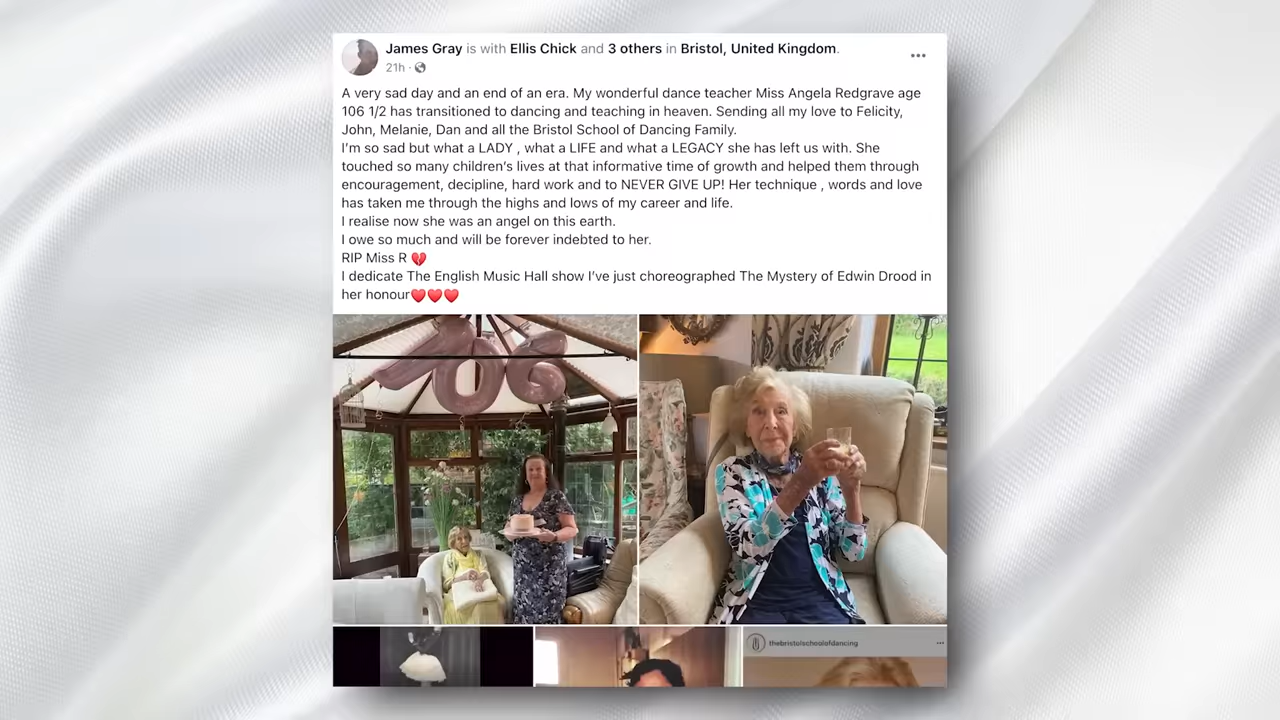 James Gray is with Ellis Chick and 3 others in Bristol, United Kingdom.
21h ·
A very sad day and an end of an era. My wonderful dance teacher Miss Angela Redgrave age
106 1/2 has transitioned to dancing and teaching in heaven. Sending all my love to Felicity,
John, Melanie, Dan and all the Bristol School of Dancing Family.
I'm so sad but what a LADY , what a LIFE and what a LEGACY she has left us with. She
touched so many children's lives at that informative time of growth and helped them through
encouragement, decipline, hard work and to NEVER GIVE UP! Her technique , words and love
has taken me through the highs and lows of my career and life.
I realise now she was an angel on this earth.
I owe so much and will be forever indebted to her.
RIP Miss R 💔
I dedicate The English Music Hall show I've just choreographed The Mystery of Edwin Drood in
her honour❤️❤️❤️
106
thebristolschoolofdancing